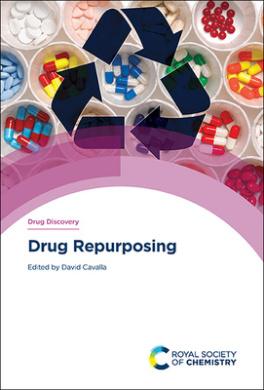 Drug Discovery
Drug Repurposing
Edited by David Cavalla
ROYAL SOCIETY
OF CHEMISTRY